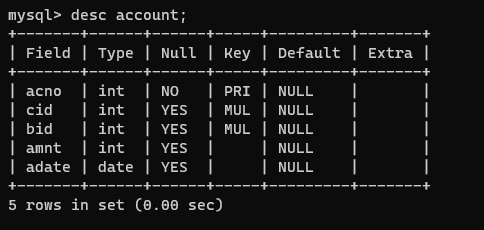 mysql> desc account;
+-------+------+------+-----+---------+-------+
| Field | Type | Null | Key | Default | Extra |
+-------+------+------+-----+---------+-------+
| acno  | int  | NO   | PRI | NULL    |       |
| cid   | int  | YES  | MUL | NULL    |       |
| bid   | int  | YES  | MUL | NULL    |       |
| amnt  | int  | YES  |     | NULL    |       |
| adate | date | YES  |     | NULL    |       |
+-------+------+------+-----+---------+-------+
5 rows in set (0.00 sec)